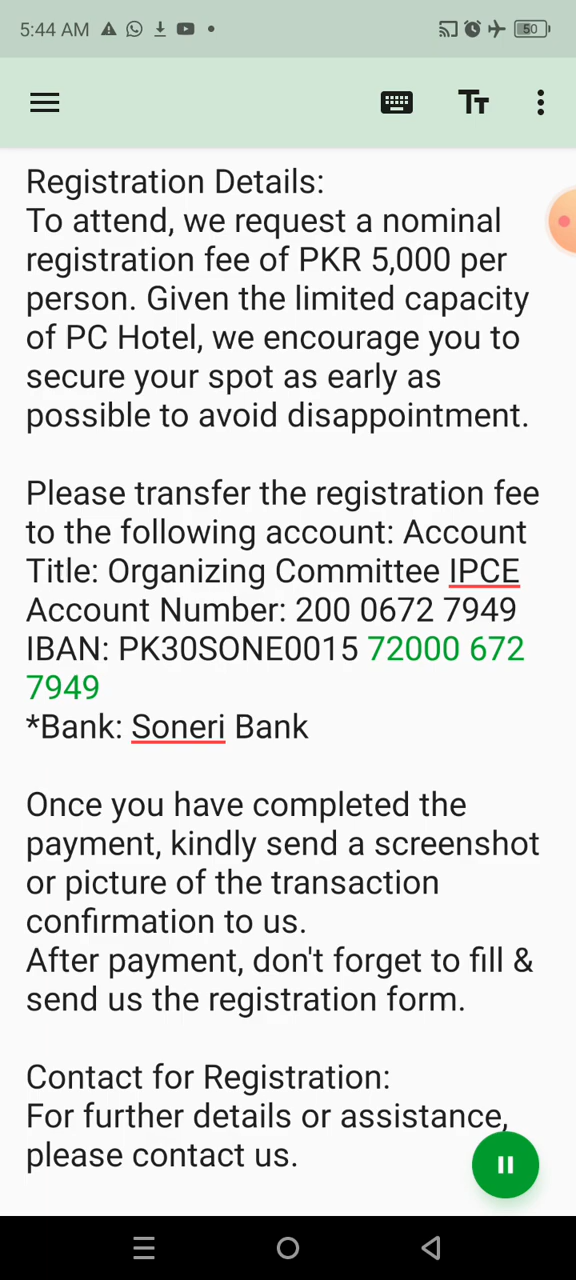 5:44 AM
50
Registration Details:
To attend, we request a nominal
registration fee of PKR 5,000 per
person. Given the limited capacity
of PC Hotel, we encourage you to
secure your spot as early as
possible to avoid disappointment.
Please transfer the registration fee
to the following account: Account
Title: Organizing Committee IPCE
Account Number: 200 0672 7949
IBAN: PK30SONE0015 72000 672
7949
*Bank: Soneri Bank
Once you have completed the
payment, kindly send a screenshot
or picture of the transaction
confirmation to us.
After payment, don't forget to fill &
send us the registration form.
Contact for Registration:
For further details or assistance,
please contact us.